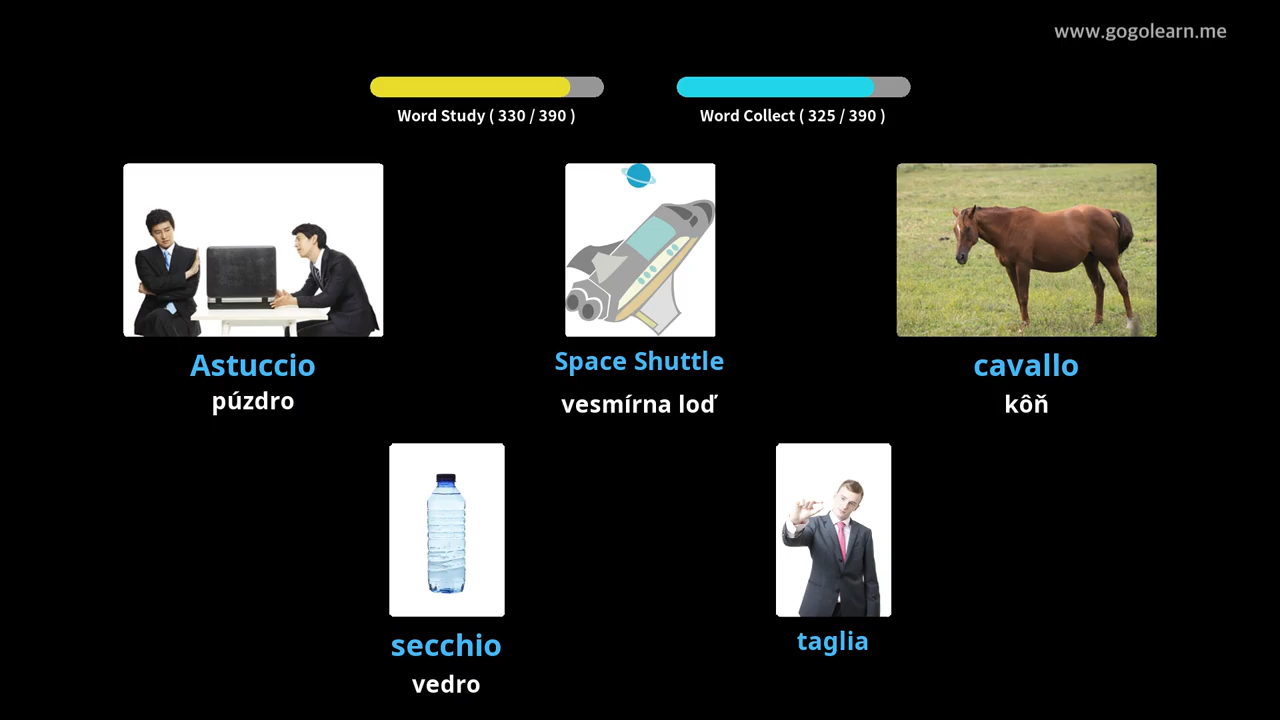 www.gogolearn.me
Word Study ( 330 / 390 )
Word Collect ( 325 / 390 )
Astuccio
púzdro
Space Shuttle
vesmírna loď
cavallo
kôň
secchio
vedro
taglia